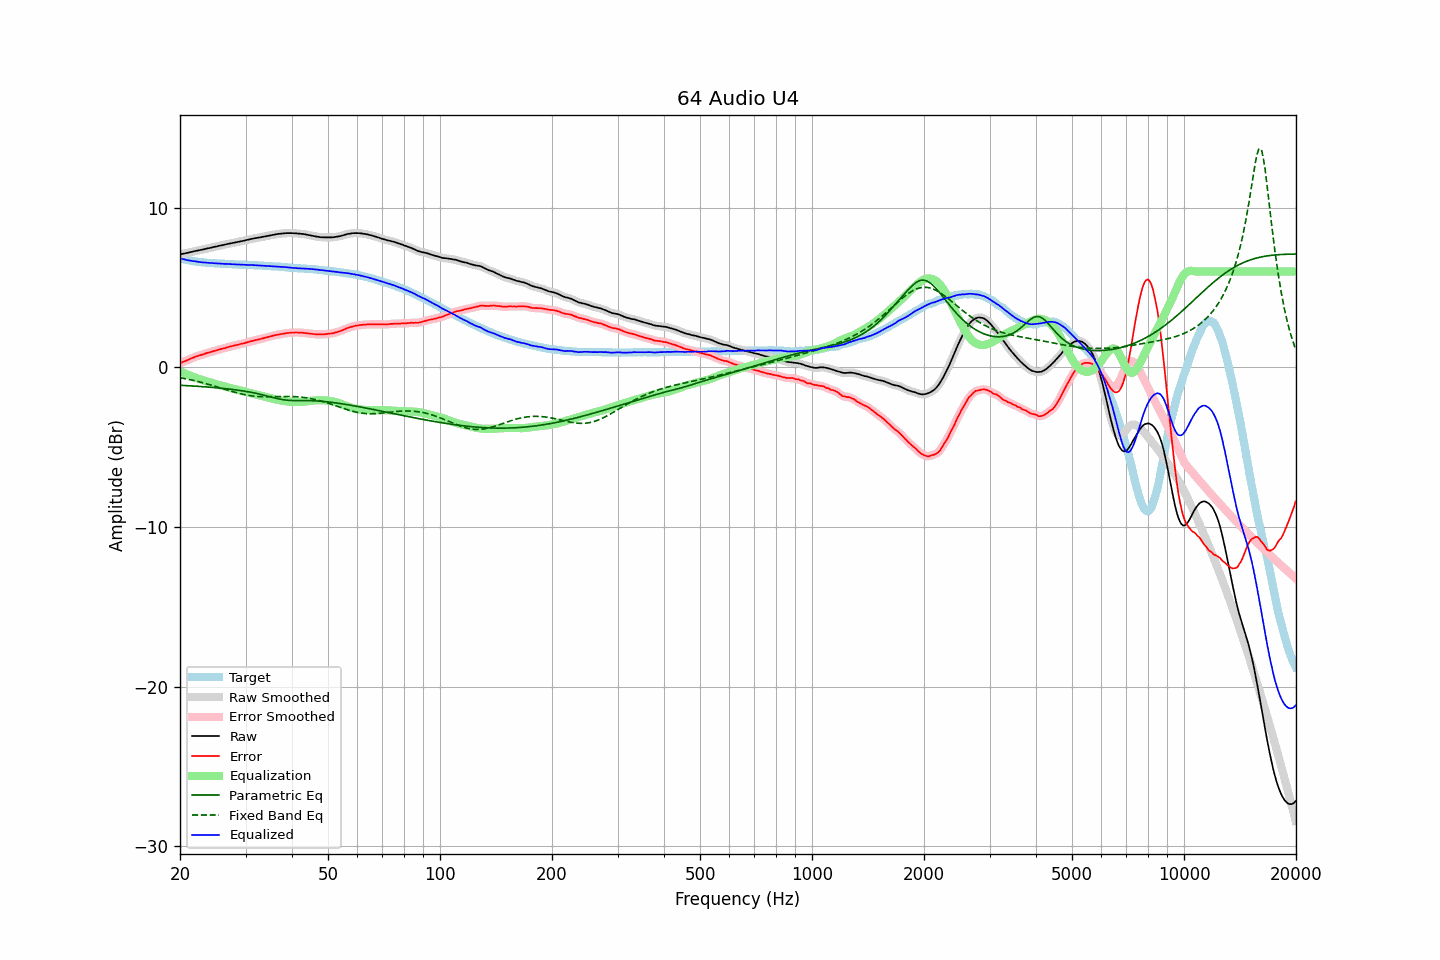 64 Audio U4
10
0
−10
−20
−30
Amplitude (dBr)
Target
Raw Smoothed
Error Smoothed
Raw
Error
Equalization
Parametric Eq
Fixed Band Eq
Equalized
20
50
100
200
500
1000
2000
5000
10000
20000
Frequency (Hz)